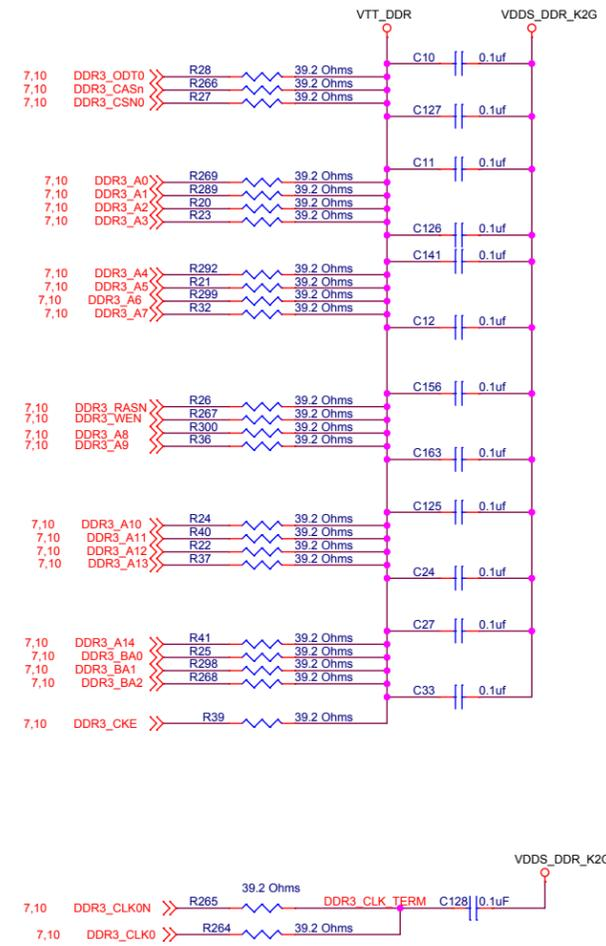 VTT_DDR VDDS_DDR_K2G
C10 0.1uf
7,10 DDR3_ODT0 R28 39.2 Ohms
7,10 DDR3_CASn R266 39.2 Ohms
7,10 DDR3_CSN0 R27 39.2 Ohms
C127 0.1uf
C11 0.1uf
7,10 DDR3_A0 R269 39.2 Ohms
7,10 DDR3_A1 R289 39.2 Ohms
7,10 DDR3_A2 R20 39.2 Ohms
7,10 DDR3_A3 R23 39.2 Ohms
C126 0.1uf
C141 0.1uf
7,10 DDR3_A4 R292 39.2 Ohms
7,10 DDR3_A5 R21 39.2 Ohms
7,10 DDR3_A6 R299 39.2 Ohms
7,10 DDR3_A7 R32 39.2 Ohms
C12 0.1uf
C156 0.1uf
7,10 DDR3_RASN R26 39.2 Ohms
7,10 DDR3_WEN R267 39.2 Ohms
7,10 DDR3_A8 R300 39.2 Ohms
7,10 DDR3_A9 R36 39.2 Ohms
C163 0.1uf
C125 0.1uf
7,10 DDR3_A10 R24 39.2 Ohms
7,10 DDR3_A11 R40 39.2 Ohms
7,10 DDR3_A12 R22 39.2 Ohms
7,10 DDR3_A13 R37 39.2 Ohms
C24 0.1uf
C27 0.1uf
7,10 DDR3_A14 R41 39.2 Ohms
7,10 DDR3_BA0 R25 39.2 Ohms
7,10 DDR3_BA1 R298 39.2 Ohms
7,10 DDR3_BA2 R268 39.2 Ohms
C33 0.1uf
7,10 DDR3_CKE R39 39.2 Ohms
VDDS_DDR_K2G
39.2 Ohms
7,10 DDR3_CLK0N R265 DDR3_CLK_TERM C128 0.1uF
7,10 DDR3_CLK0 R264 39.2 Ohms